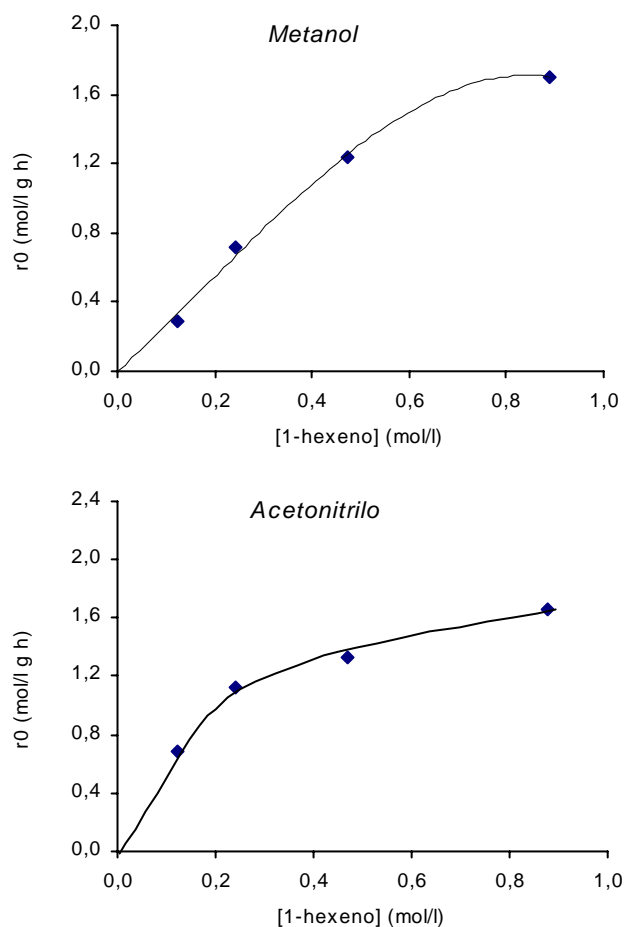 Metanol
2,0
1,6
1,2
0,8
0,4
0,0
r0 (mol/l g h)
0,0 0,2 0,4 0,6 0,8 1,0
[1-hexeno] (mol/l)
Acetonitrilo
2,4
2,0
1,6
1,2
0,8
0,4
0,0
r0 (mol/l g h)
0,0 0,2 0,4 0,6 0,8 1,0
[1-hexeno] (mol/l)